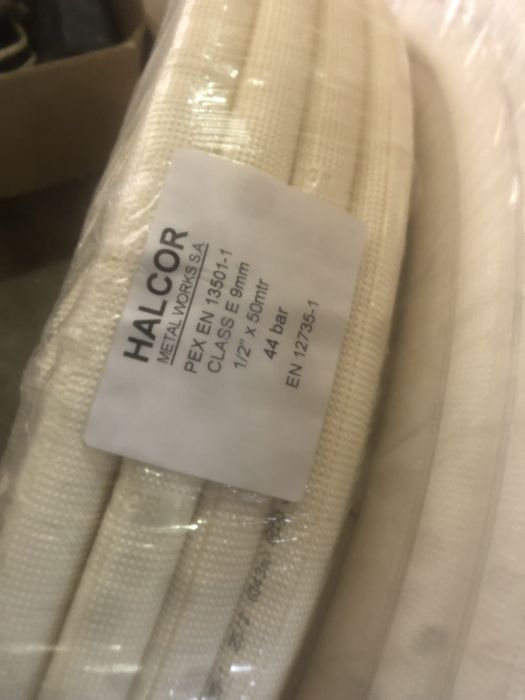 HALCOR
METAL WORKS S.A.
PEX EN 13501-1
CLASS E 9mm
1/2" X 50mtr
44 bar
EN 12735-1